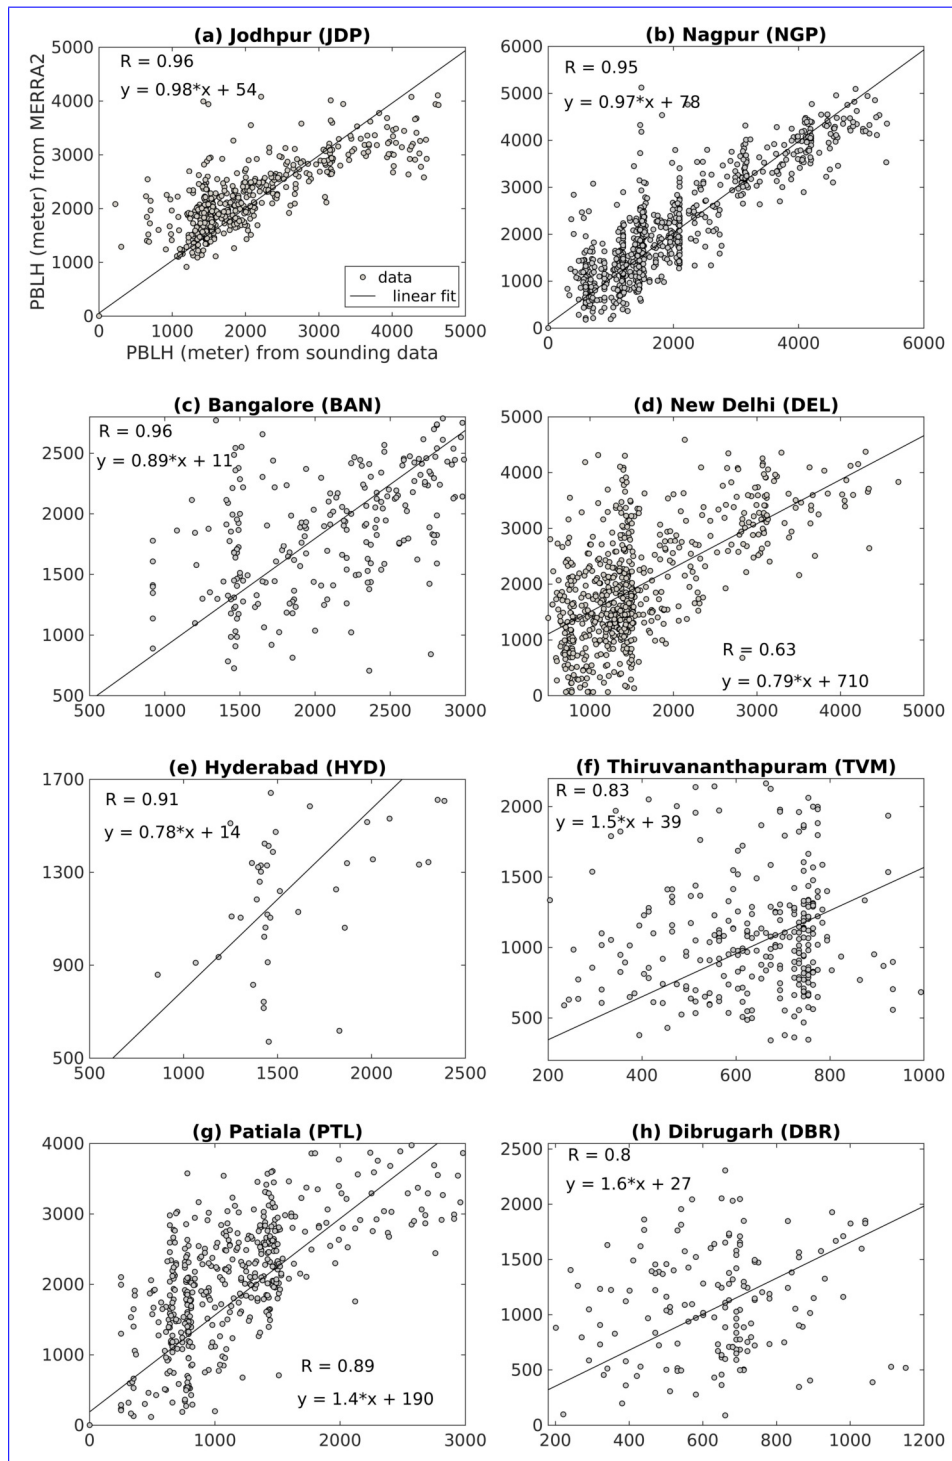 (a) Jodhpur (JDP)
R = 0.96
y = 0.98*x + 54
5000
4000
3000
2000
1000
0
PBLH (meter) from MERRA2
data
linear fit
0 1000 2000 3000 4000 5000
PBLH (meter) from sounding data
(b) Nagpur (NGP)
R = 0.95
y = 0.97*x + 78
6000
5000
4000
3000
2000
1000
0
0 2000 4000 6000
(c) Bangalore (BAN)
R = 0.96
y = 0.89*x + 11
2500
2000
1500
1000
500
500 1000 1500 2000 2500 3000
(d) New Delhi (DEL)
5000
4000
3000
2000
1000
0
R = 0.63
y = 0.79*x + 710
1000 2000 3000 4000 5000
(e) Hyderabad (HYD)
R = 0.91
y = 0.78*x + 14
1700
1300
900
500
500 1000 1500 2000 2500
(f) Thiruvananthapuram (TVM)
R = 0.83
y = 1.5*x + 39
2000
1500
1000
500
200 400 600 800 1000
(g) Patiala (PTL)
4000
3000
2000
1000
0
R = 0.89
y = 1.4*x + 190
0 1000 2000 3000
(h) Dibrugarh (DBR)
R = 0.8
y = 1.6*x + 27
2500
2000
1500
1000
500
0
200 400 600 800 1000 1200